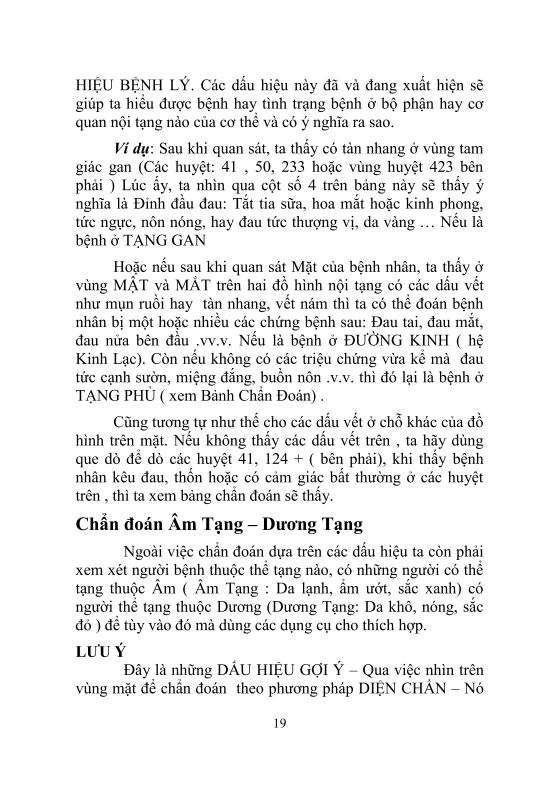 HIỆU BỆNH LÝ. Các dấu hiệu này đã và đang xuất hiện sẽ
giúp ta hiểu được bệnh hay tình trạng bệnh ở bộ phận hay cơ
quan nội tạng nào của cơ thể và có ý nghĩa ra sao.
Ví dụ: Sau khi quan sát, ta thấy có tàn nhang ở vùng tam
giác gan (Các huyệt: 41 , 50, 233 hoặc vùng huyệt 423 bên
phải ) Lúc ấy, ta nhìn qua cột số 4 trên bảng này sẽ thấy ý
nghĩa là Đỉnh đầu đau: Tắt tia sữa, hoa mắt hoặc kinh phong,
tức ngực, nôn nóng, hay đau tức thượng vị, da vàng … Nếu là
bệnh ở TẠNG GAN
Hoặc nếu sau khi quan sát Mặt của bệnh nhân, ta thấy ở
vùng MẬT và MẮT trên hai đồ hình nội tạng có các dấu vết
như mụn ruồi hay tàn nhang, vết nám thì ta có thể đoán bệnh
nhân bị một hoặc nhiều các chứng bệnh sau: Đau tai, đau mắt,
đau nửa bên đầu .vv.v. Nếu là bệnh ở ĐƯỜNG KINH ( hệ
Kinh Lạc). Còn nếu không có các triệu chứng vừa kể mà đau
tức cạnh sườn, miệng đắng, buồn nôn .v.v. thì đó lại là bệnh ở
TẠNG PHỦ ( xem Bảnh Chẩn Đoán) .
Cũng tương tự như thế cho các dấu vết ở chỗ khác của đồ
hình trên mặt. Nếu không thấy các dấu vết trên , ta hãy dùng
que dò để dò các huyệt 41, 124 + ( bên phải), khi thấy bệnh
nhân kêu đau, thốn hoặc có cảm giác bất thường ở các huyệt
trên , thì ta xem bảng chẩn đoán sẽ thấy.
Chẩn đoán Âm Tạng – Dương Tạng
Ngoài việc chẩn đoán dựa trên các dấu hiệu ta còn phải
xem xét người bệnh thuộc thể tạng nào, có những người có thể
tạng thuộc Âm ( Âm Tạng : Da lạnh, ẩm ướt, sắc xanh) có
người thể tạng thuộc Dương (Dương Tạng: Da khô, nóng, sắc
đỏ ) để tùy vào đó mà dùng các dụng cụ cho thích hợp.
LƯU Ý
Đây là những DẤU HIỆU GỢI Ý – Qua việc nhìn trên
vùng mặt để chẩn đoán theo phương pháp DIỆN CHẨN – Nó
19